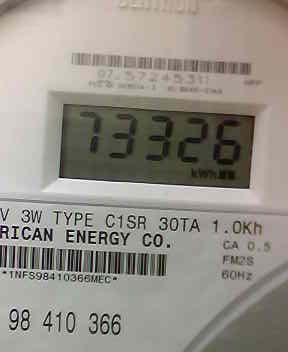 CENTRON
73326
kWh
V 3W TYPE C1SR 30TA 1.0Kh
RICAN ENERGY CO.
CA 0.5
FM2S
*1NFS98410366MEC*
60Hz
98 410 366